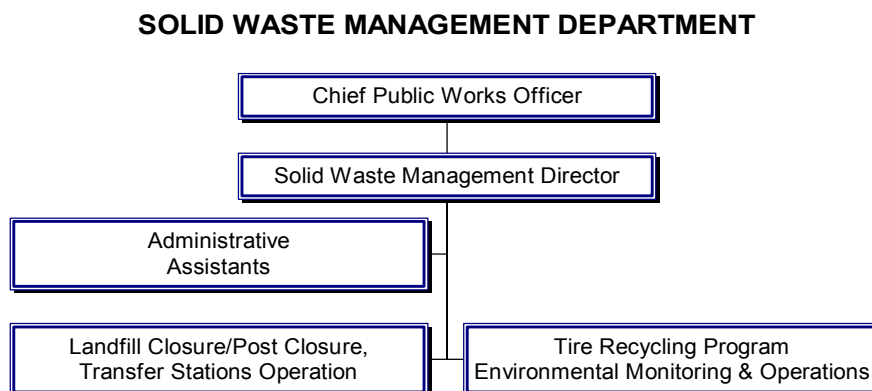 SOLID WASTE MANAGEMENT DEPARTMENT
Chief Public Works Officer
Solid Waste Management Director
Administrative
Assistants
Landfill Closure/Post Closure,
Transfer Stations Operation
Tire Recycling Program
Environmental Monitoring & Operations